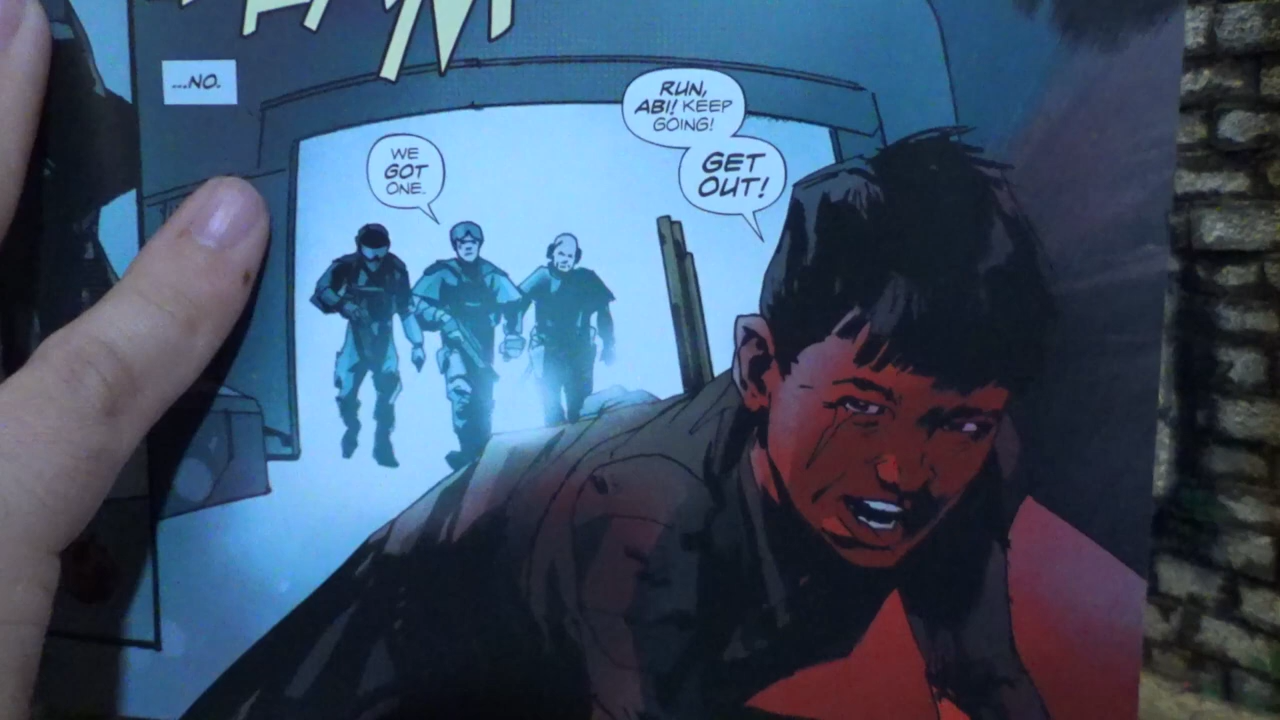 ...NO.
WE
GOT
ONE.
RUN,
ABI! KEEP
GOING!
GET
OUT!